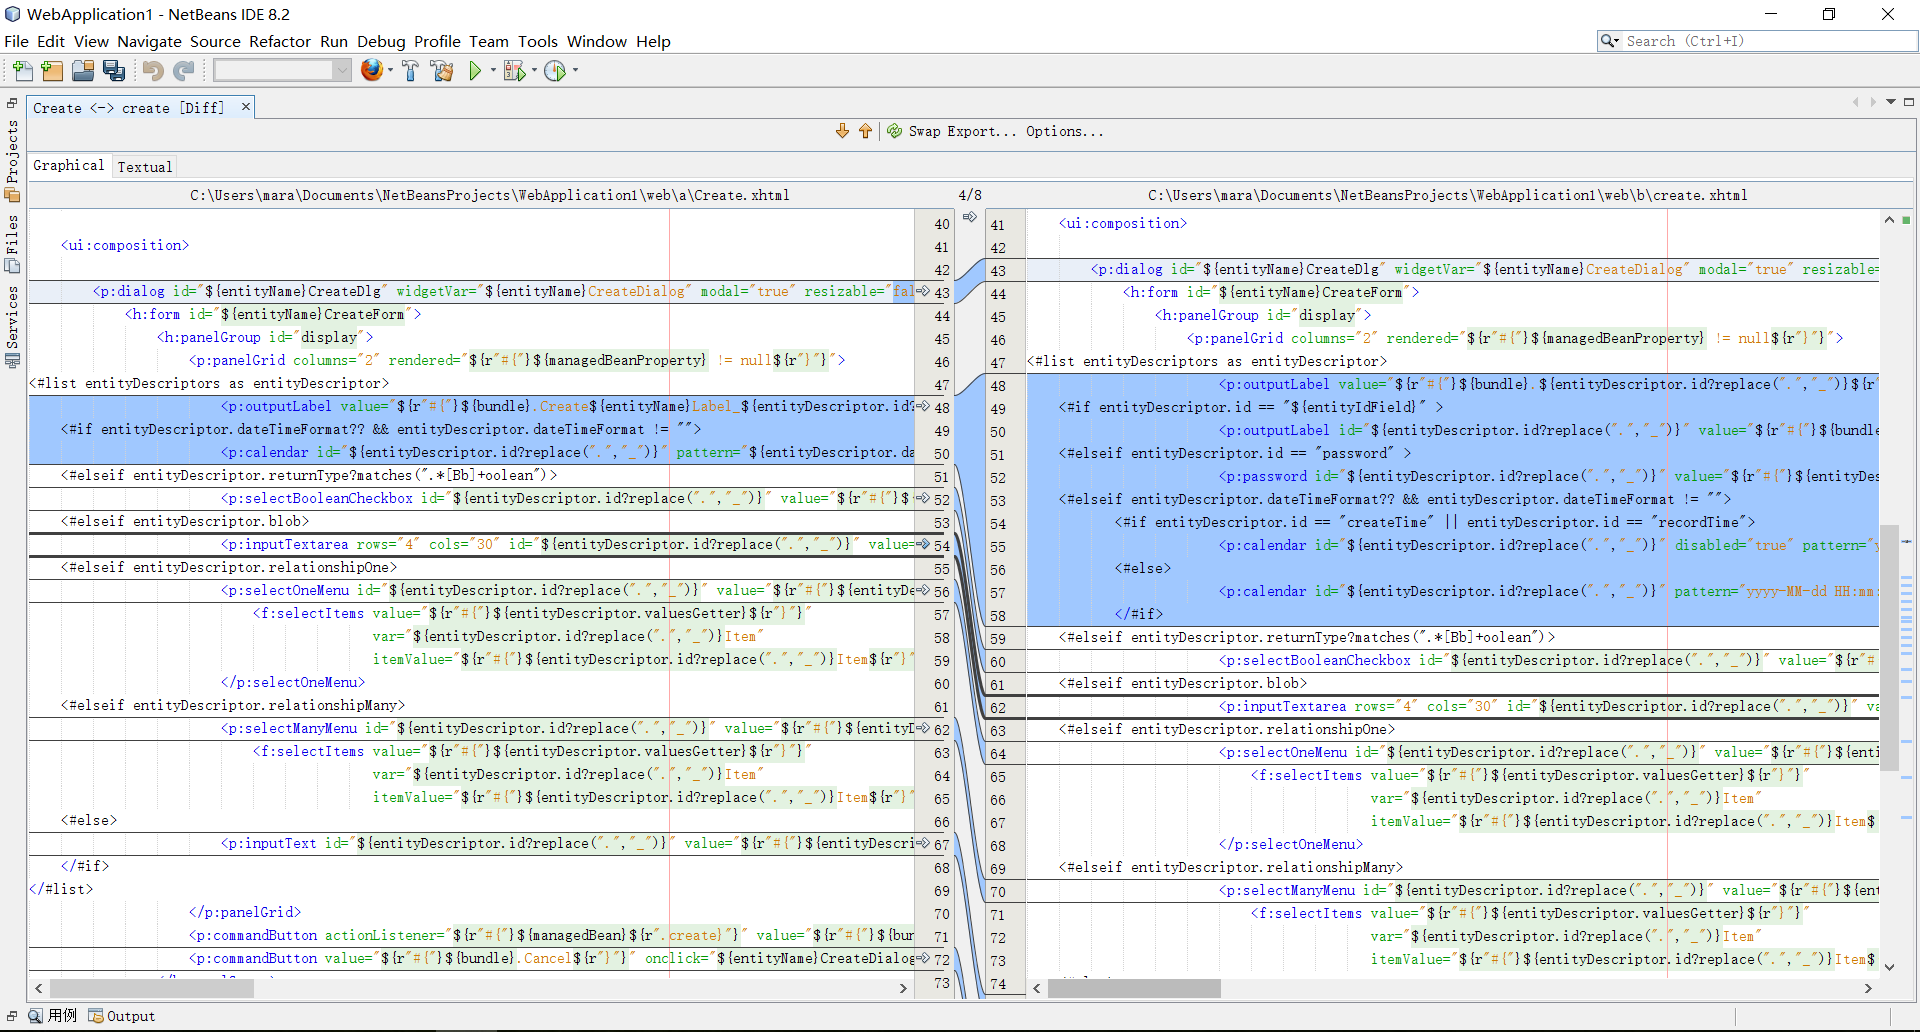 WebApplication1 - NetBeans IDE 8.2
File Edit View Navigate Source Refactor Run Debug Profile Team Tools Window Help
Search (Ctrl+I)
Create <-> create [Diff]
Swap Export... Options...
Projects
Files
Services
Graphical Textual
C:\Users\mara\Documents\NetBeansProjects\WebApplication1\web\a\Create.xhtml
4/8
C:\Users\mara\Documents\NetBeansProjects\WebApplication1\web\b\create.xhtml
40
41 <ui:composition>
42
43 <p:dialog id="${entityName}CreateDlg" widgetVar="${entityName}CreateDialog" modal="true" resizable="fal
44 <h:form id="${entityName}CreateForm">
45 <h:panelGroup id="display">
46 <p:panelGrid columns="2" rendered="${r"#{"}${managedBeanProperty} != null${r"}"}">
47 <#list entityDescriptors as entityDescriptor>
48 <p:outputLabel value="${r"#{"}${bundle}.Create${entityName}Label_${entityDescriptor.id?
49 <#if entityDescriptor.dateTimeFormat?? && entityDescriptor.dateTimeFormat != "">
50 <p:calendar id="${entityDescriptor.id?replace(".","_")}" pattern="${entityDescriptor.da
51 <#elseif entityDescriptor.returnType?matches(".*[Bb]+oolean")>
52 <p:selectBooleanCheckbox id="${entityDescriptor.id?replace(".","_")}" value="${r"#{"}$
53 <#elseif entityDescriptor.blob>
54 <p:inputTextarea rows="4" cols="30" id="${entityDescriptor.id?replace(".","_")}" value=
55 <#elseif entityDescriptor.relationshipOne>
56 <p:selectOneMenu id="${entityDescriptor.id?replace(".","_")}" value="${r"#{"}${entityDe
57 <f:selectItems value="${r"#{"}${entityDescriptor.valuesGetter}${r"}"}"
58 var="${entityDescriptor.id?replace(".","_")}Item"
59 itemValue="${r"#{"}${entityDescriptor.id?replace(".","_")}Item${r"}"
60 </p:selectOneMenu>
61 <#elseif entityDescriptor.relationshipMany>
62 <p:selectManyMenu id="${entityDescriptor.id?replace(".","_")}" value="${r"#{"}${entityD
63 <f:selectItems value="${r"#{"}${entityDescriptor.valuesGetter}${r"}"}"
64 var="${entityDescriptor.id?replace(".","_")}Item"
65 itemValue="${r"#{"}${entityDescriptor.id?replace(".","_")}Item${r"}"
66 <#else>
67 <p:inputText id="${entityDescriptor.id?replace(".","_")}" value="${r"#{"}${entityDescri
68 </#if>
69 </#list>
70 </p:panelGrid>
71 <p:commandButton actionListener="${r"#{"}${managedBean}${r".create}"}" value="${r"#{"}${bun
72 <p:commandButton value="${r"#{"}${bundle}.Cancel${r"}"}" onclick="${entityName}CreateDialog
73
41 <ui:composition>
42
43 <p:dialog id="${entityName}CreateDlg" widgetVar="${entityName}CreateDialog" modal="true" resizable=
44 <h:form id="${entityName}CreateForm">
45 <h:panelGroup id="display">
46 <p:panelGrid columns="2" rendered="${r"#{"}${managedBeanProperty} != null${r"}"}">
47 <#list entityDescriptors as entityDescriptor>
48 <p:outputLabel value="${r"#{"}${bundle}.${entityDescriptor.id?replace(".","_")}${r"
49 <#if entityDescriptor.id == "${entityIdField}" >
50 <p:outputLabel id="${entityDescriptor.id?replace(".","_")}" value="${r"#{"}${bundle
51 <#elseif entityDescriptor.id == "password" >
52 <p:password id="${entityDescriptor.id?replace(".","_")}" value="${r"#{"}${entityDes
53 <#elseif entityDescriptor.dateTimeFormat?? && entityDescriptor.dateTimeFormat != "">
54 <#if entityDescriptor.id == "createTime" || entityDescriptor.id == "recordTime">
55 <p:calendar id="${entityDescriptor.id?replace(".","_")}" disabled="true" pattern="y
56 <#else>
57 <p:calendar id="${entityDescriptor.id?replace(".","_")}" pattern="yyyy-MM-dd HH:mm:
58 </#if>
59 <#elseif entityDescriptor.returnType?matches(".*[Bb]+oolean")>
60 <p:selectBooleanCheckbox id="${entityDescriptor.id?replace(".","_")}" value="${r"#
61 <#elseif entityDescriptor.blob>
62 <p:inputTextarea rows="4" cols="30" id="${entityDescriptor.id?replace(".","_")}" va
63 <#elseif entityDescriptor.relationshipOne>
64 <p:selectOneMenu id="${entityDescriptor.id?replace(".","_")}" value="${r"#{"}${enti
65 <f:selectItems value="${r"#{"}${entityDescriptor.valuesGetter}${r"}"}"
66 var="${entityDescriptor.id?replace(".","_")}Item"
67 itemValue="${r"#{"}${entityDescriptor.id?replace(".","_")}Item$
68 </p:selectOneMenu>
69 <#elseif entityDescriptor.relationshipMany>
70 <p:selectManyMenu id="${entityDescriptor.id?replace(".","_")}" value="${r"#{"}${ent
71 <f:selectItems value="${r"#{"}${entityDescriptor.valuesGetter}${r"}"}"
72 var="${entityDescriptor.id?replace(".","_")}Item"
73 itemValue="${r"#{"}${entityDescriptor.id?replace(".","_")}Item$
74
用例 Output